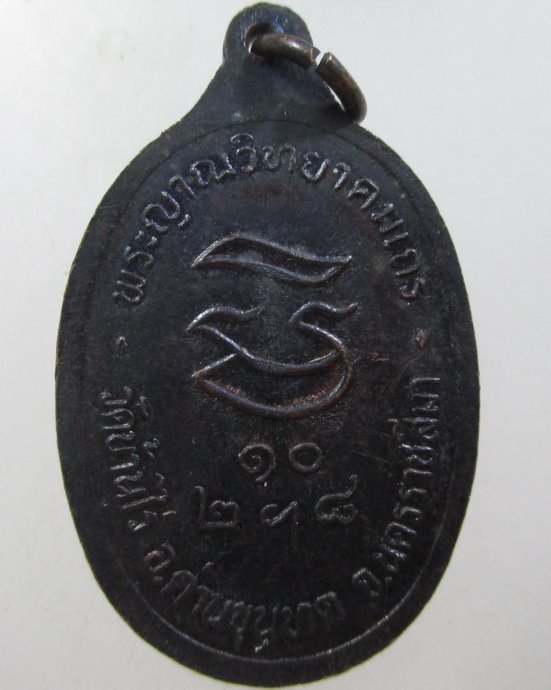 - พระญาณวิทยาคมเถร -
๑๐
๒ ฯ ๘
วัดบ้านไร่ อ.ด่านขุนทด จ.นครราชสีมา